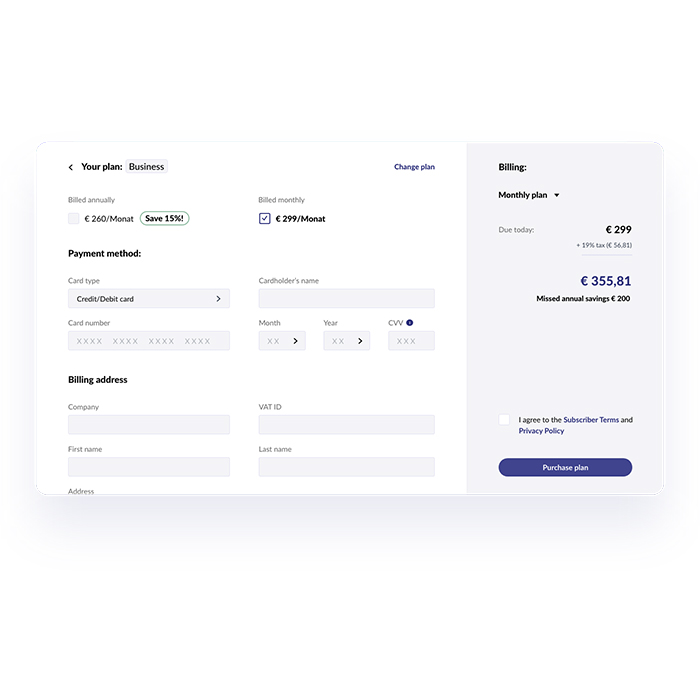 Your plan: Business
Change plan
Billed annually
€ 260/Monat Save 15%!
Billed monthly
€ 299/Monat
Payment method:
Card type
Credit/Debit card
Cardholder's name
Card number
XXXX XXXX XXXX XXXX
Month
XX
Year
XX
CVV i
XXX
Billing address
Company
VAT ID
First name
Last name
Address
Billing:
Monthly plan
Due today: € 299
+ 19% tax (€ 56,81)
€ 355,81
Missed annual savings € 200
I agree to the Subscriber Terms and
Privacy Policy
Purchase plan